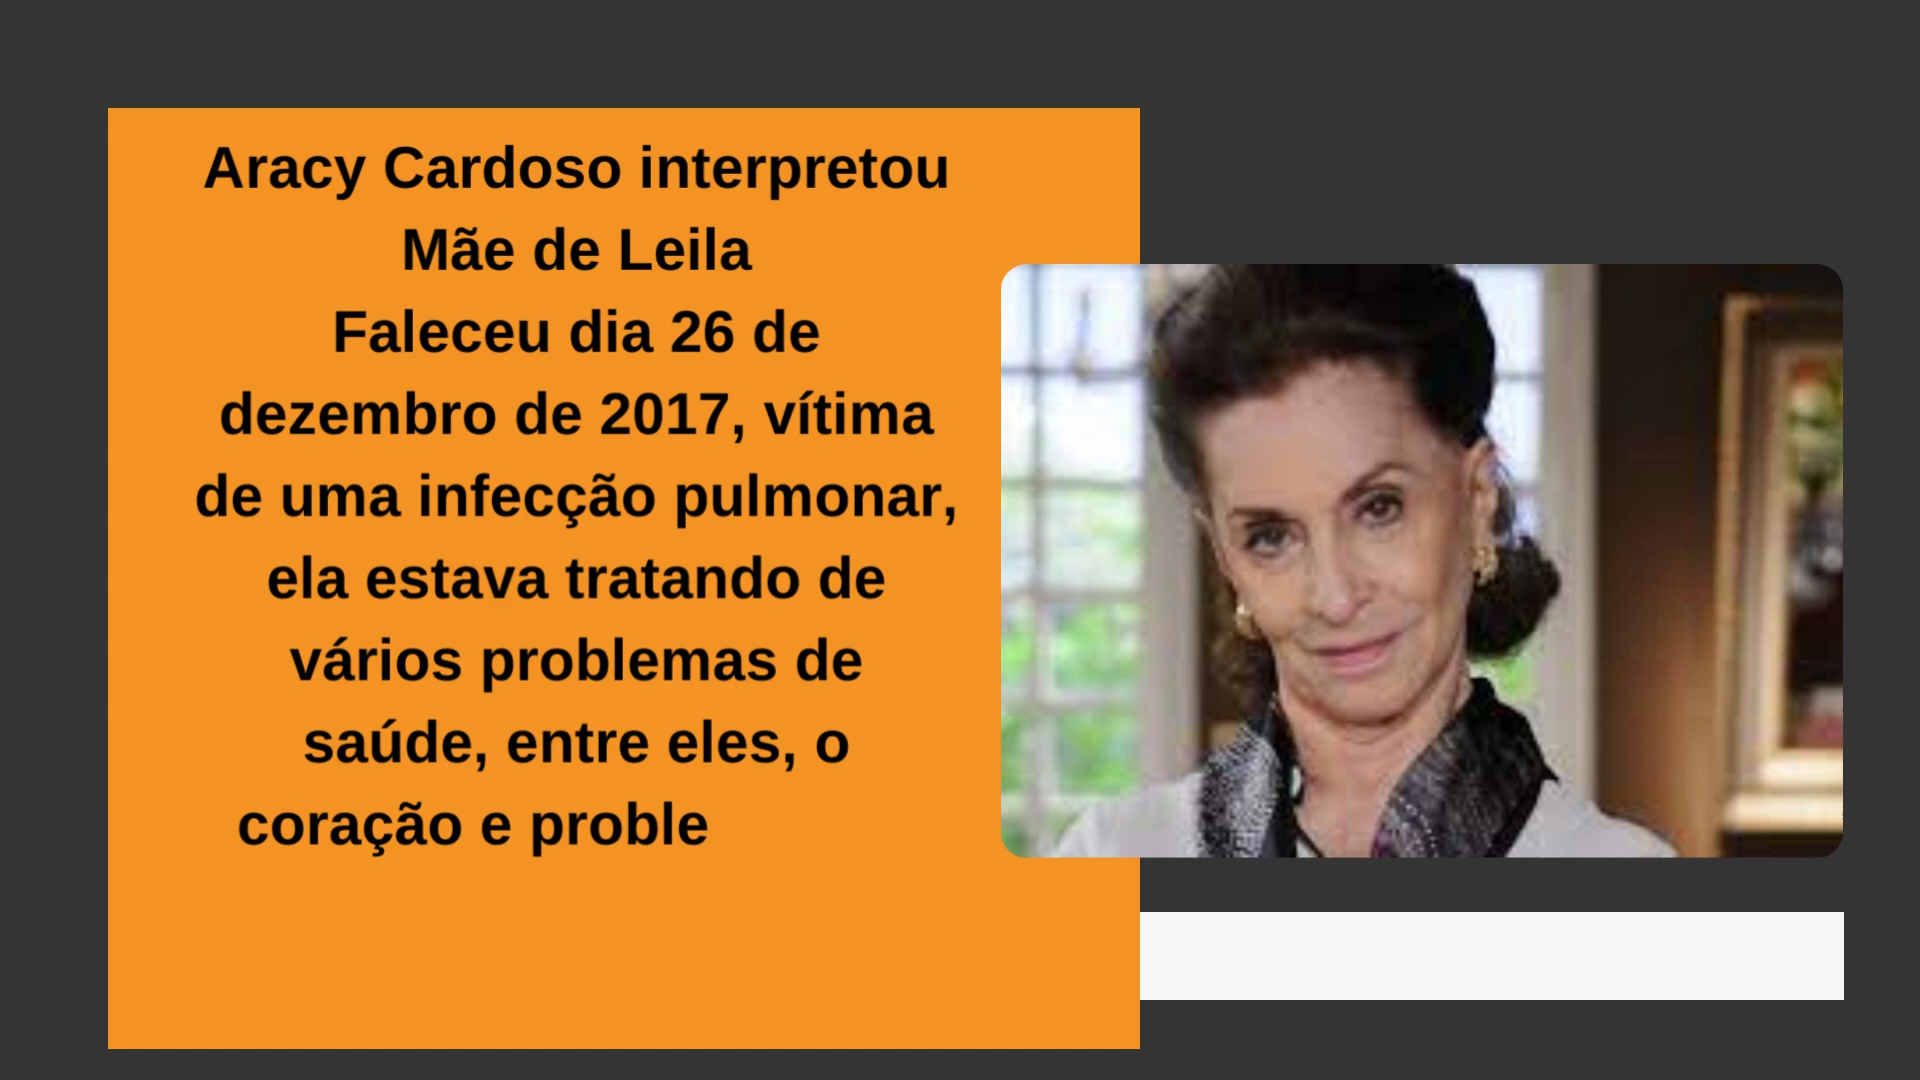 Aracy Cardoso interpretou
Mãe de Leila
Faleceu dia 26 de
dezembro de 2017, vítima
de uma infecção pulmonar,
ela estava tratando de
vários problemas de
saúde, entre eles, o
coração e proble